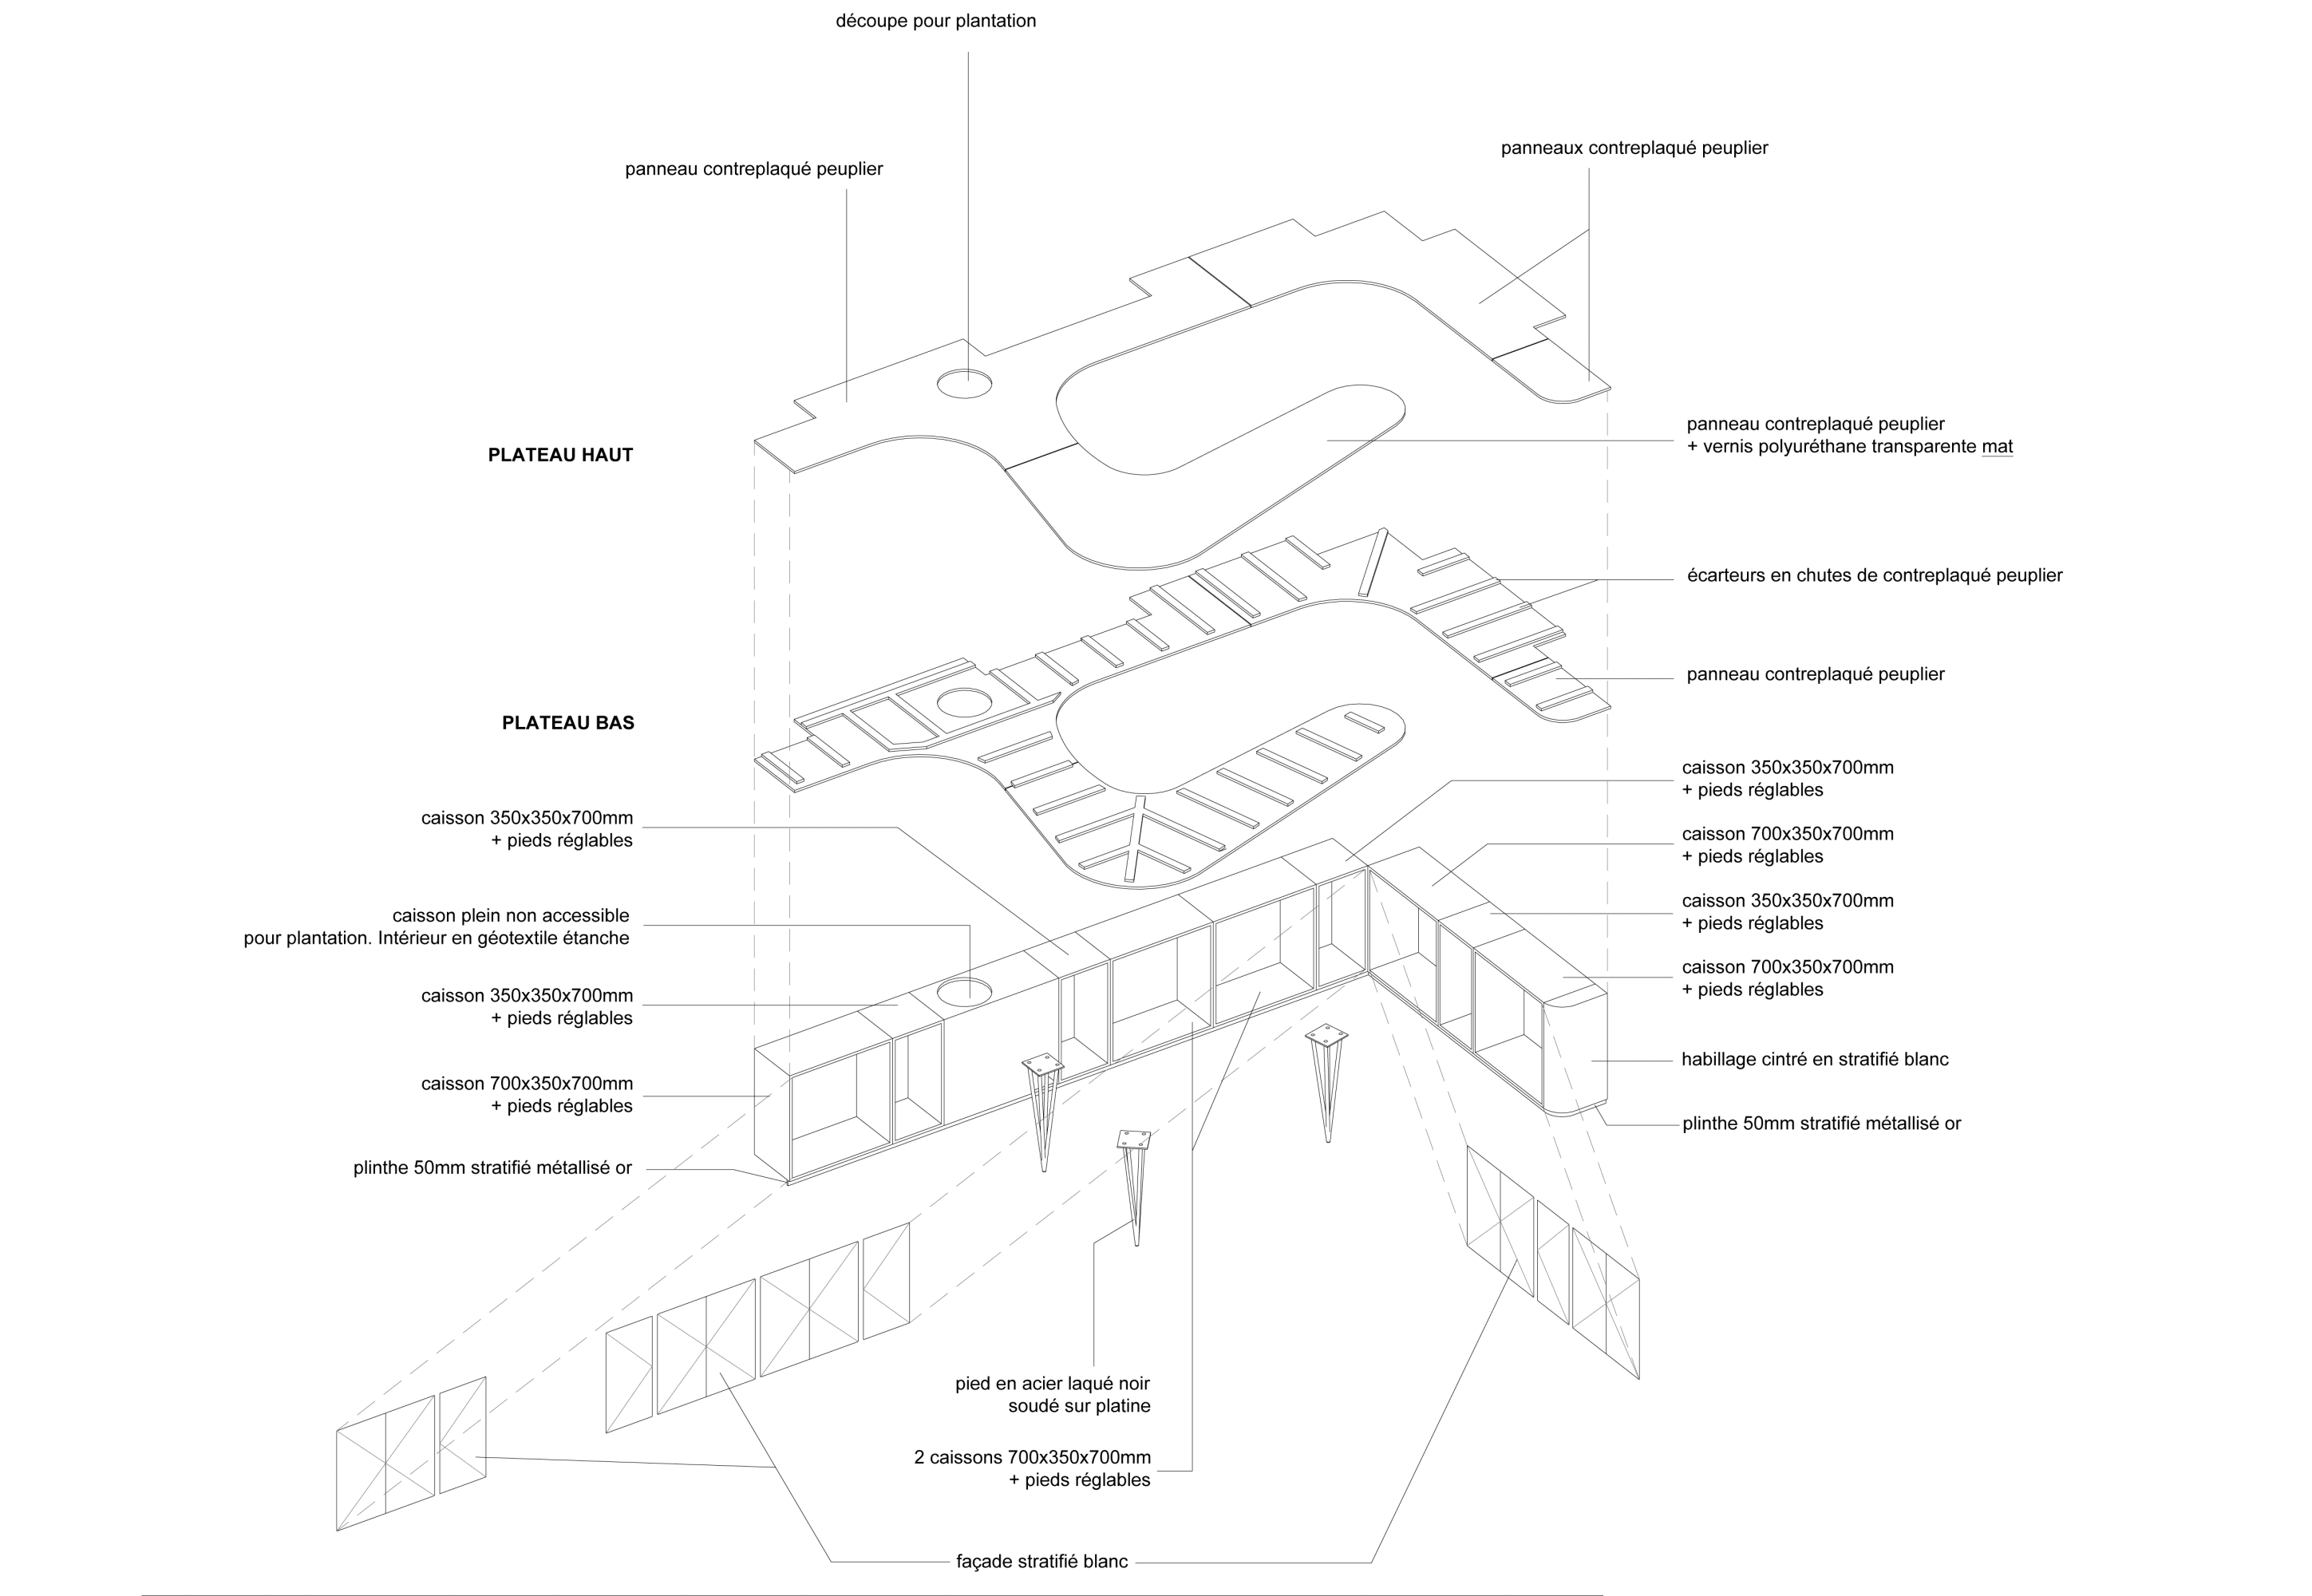 découpe pour plantation
panneau contreplaqué peuplier
panneaux contreplaqué peuplier
PLATEAU HAUT
panneau contreplaqué peuplier
+ vernis polyuréthane transparente mat
écarteurs en chutes de contreplaqué peuplier
panneau contreplaqué peuplier
PLATEAU BAS
caisson 350x350x700mm
+ pieds réglables
caisson plein non accessible
pour plantation. Intérieur en géotextile étanche
caisson 350x350x700mm
+ pieds réglables
caisson 700x350x700mm
+ pieds réglables
plinthe 50mm stratifié métallisé or
caisson 350x350x700mm
+ pieds réglables
caisson 700x350x700mm
+ pieds réglables
caisson 350x350x700mm
+ pieds réglables
caisson 700x350x700mm
+ pieds réglables
habillage cintré en stratifié blanc
plinthe 50mm stratifié métallisé or
pied en acier laqué noir
soudé sur platine
2 caissons 700x350x700mm
+ pieds réglables
façade stratifié blanc